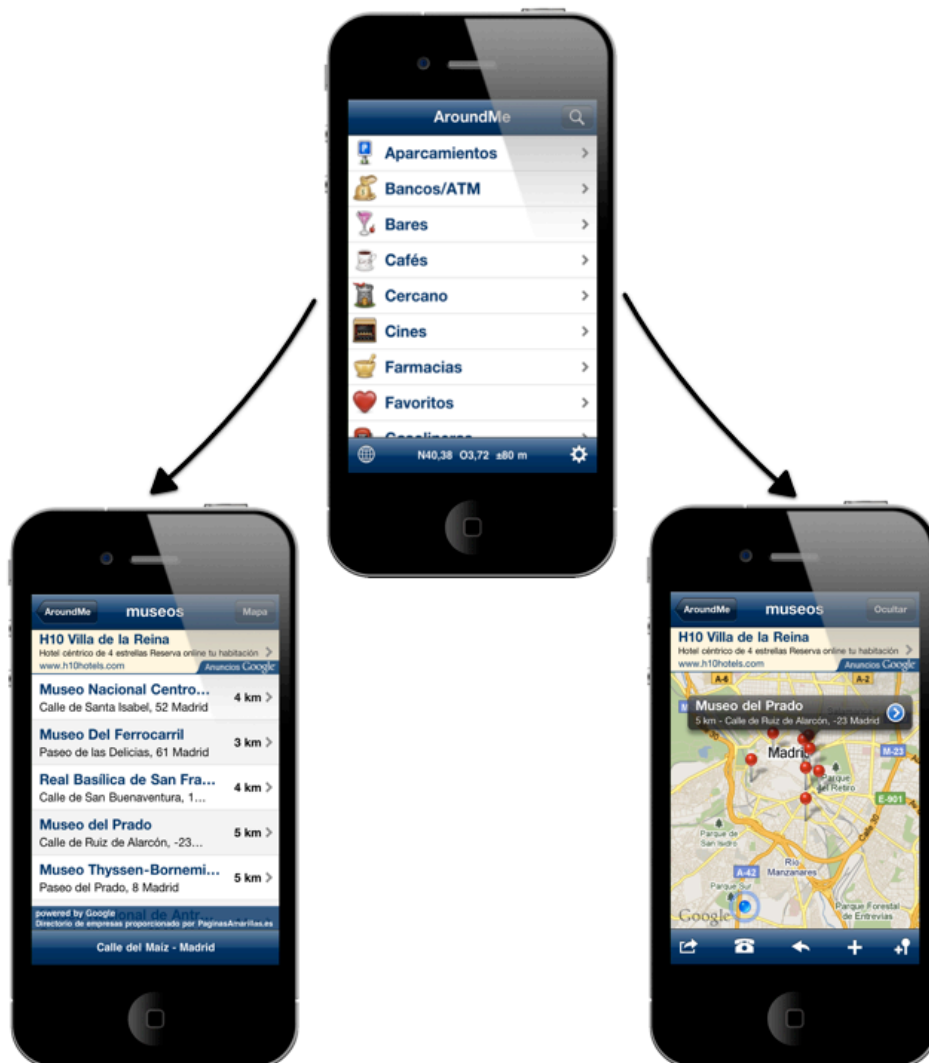 AroundMe
Aparcamientos
Bancos/ATM
Bares
Cafés
Cercano
Cines
Farmacias
Favoritos
Gasolineras
N40,38 O3,72 ±80 m
AroundMe museos Mapa
H10 Villa de la Reina
Hotel céntrico de 4 estrellas Reserva online tu habitación
www.h10hotels.com Anuncios Google
Museo Nacional Centro...
Calle de Santa Isabel, 52 Madrid
4 km
Museo Del Ferrocarril
Paseo de las Delicias, 61 Madrid
3 km
Real Basílica de San Fra...
Calle de San Buenaventura, 1...
4 km
Museo del Prado
Calle de Ruiz de Alarcón, -23...
5 km
Museo Thyssen-Bornemi...
Paseo del Prado, 8 Madrid
5 km
powered by Google
Directorio de empresas proporcionado por PaginasAmarillas.es
Calle del Maíz - Madrid
AroundMe museos Ocultar
H10 Villa de la Reina
Hotel céntrico de 4 estrellas Reserva online tu habitación
www.h10hotels.com Anuncios Google
A-6 A-2
Museo del Prado
5 km - Calle de Ruiz de Alarcón, -23 Madrid
Madrid
M-23
Parque
del Retiro
E-901
Calle 30
Parque de
San Isidro
Río
Manzanares
A-42
Parque Sur
Parque Forestal
de Entrevías
Google